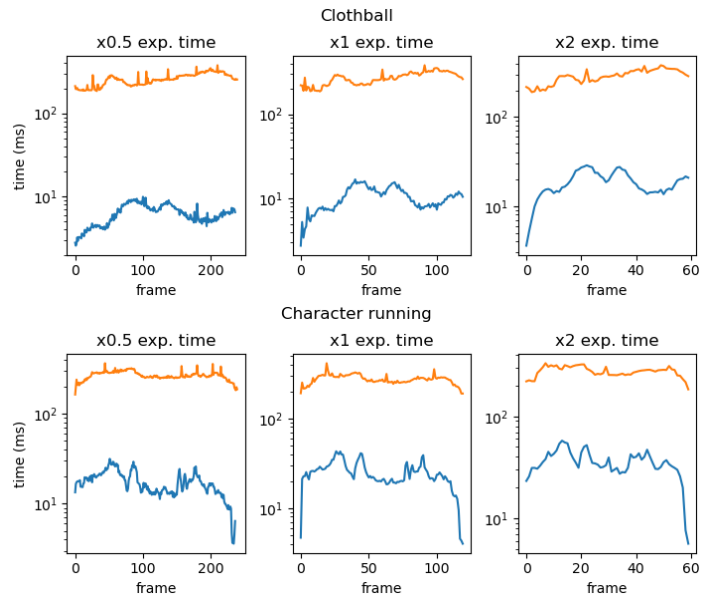 Clothball
x0.5 exp. time x1 exp. time x2 exp. time
time (ms)
10² 10² 10²
10¹ 10¹ 10¹
0 100 200 0 50 100 0 20 40 60
frame frame frame
Character running
x0.5 exp. time x1 exp. time x2 exp. time
time (ms)
10² 10² 10²
10¹ 10¹ 10¹
0 100 200 0 50 100 0 20 40 60
frame frame frame